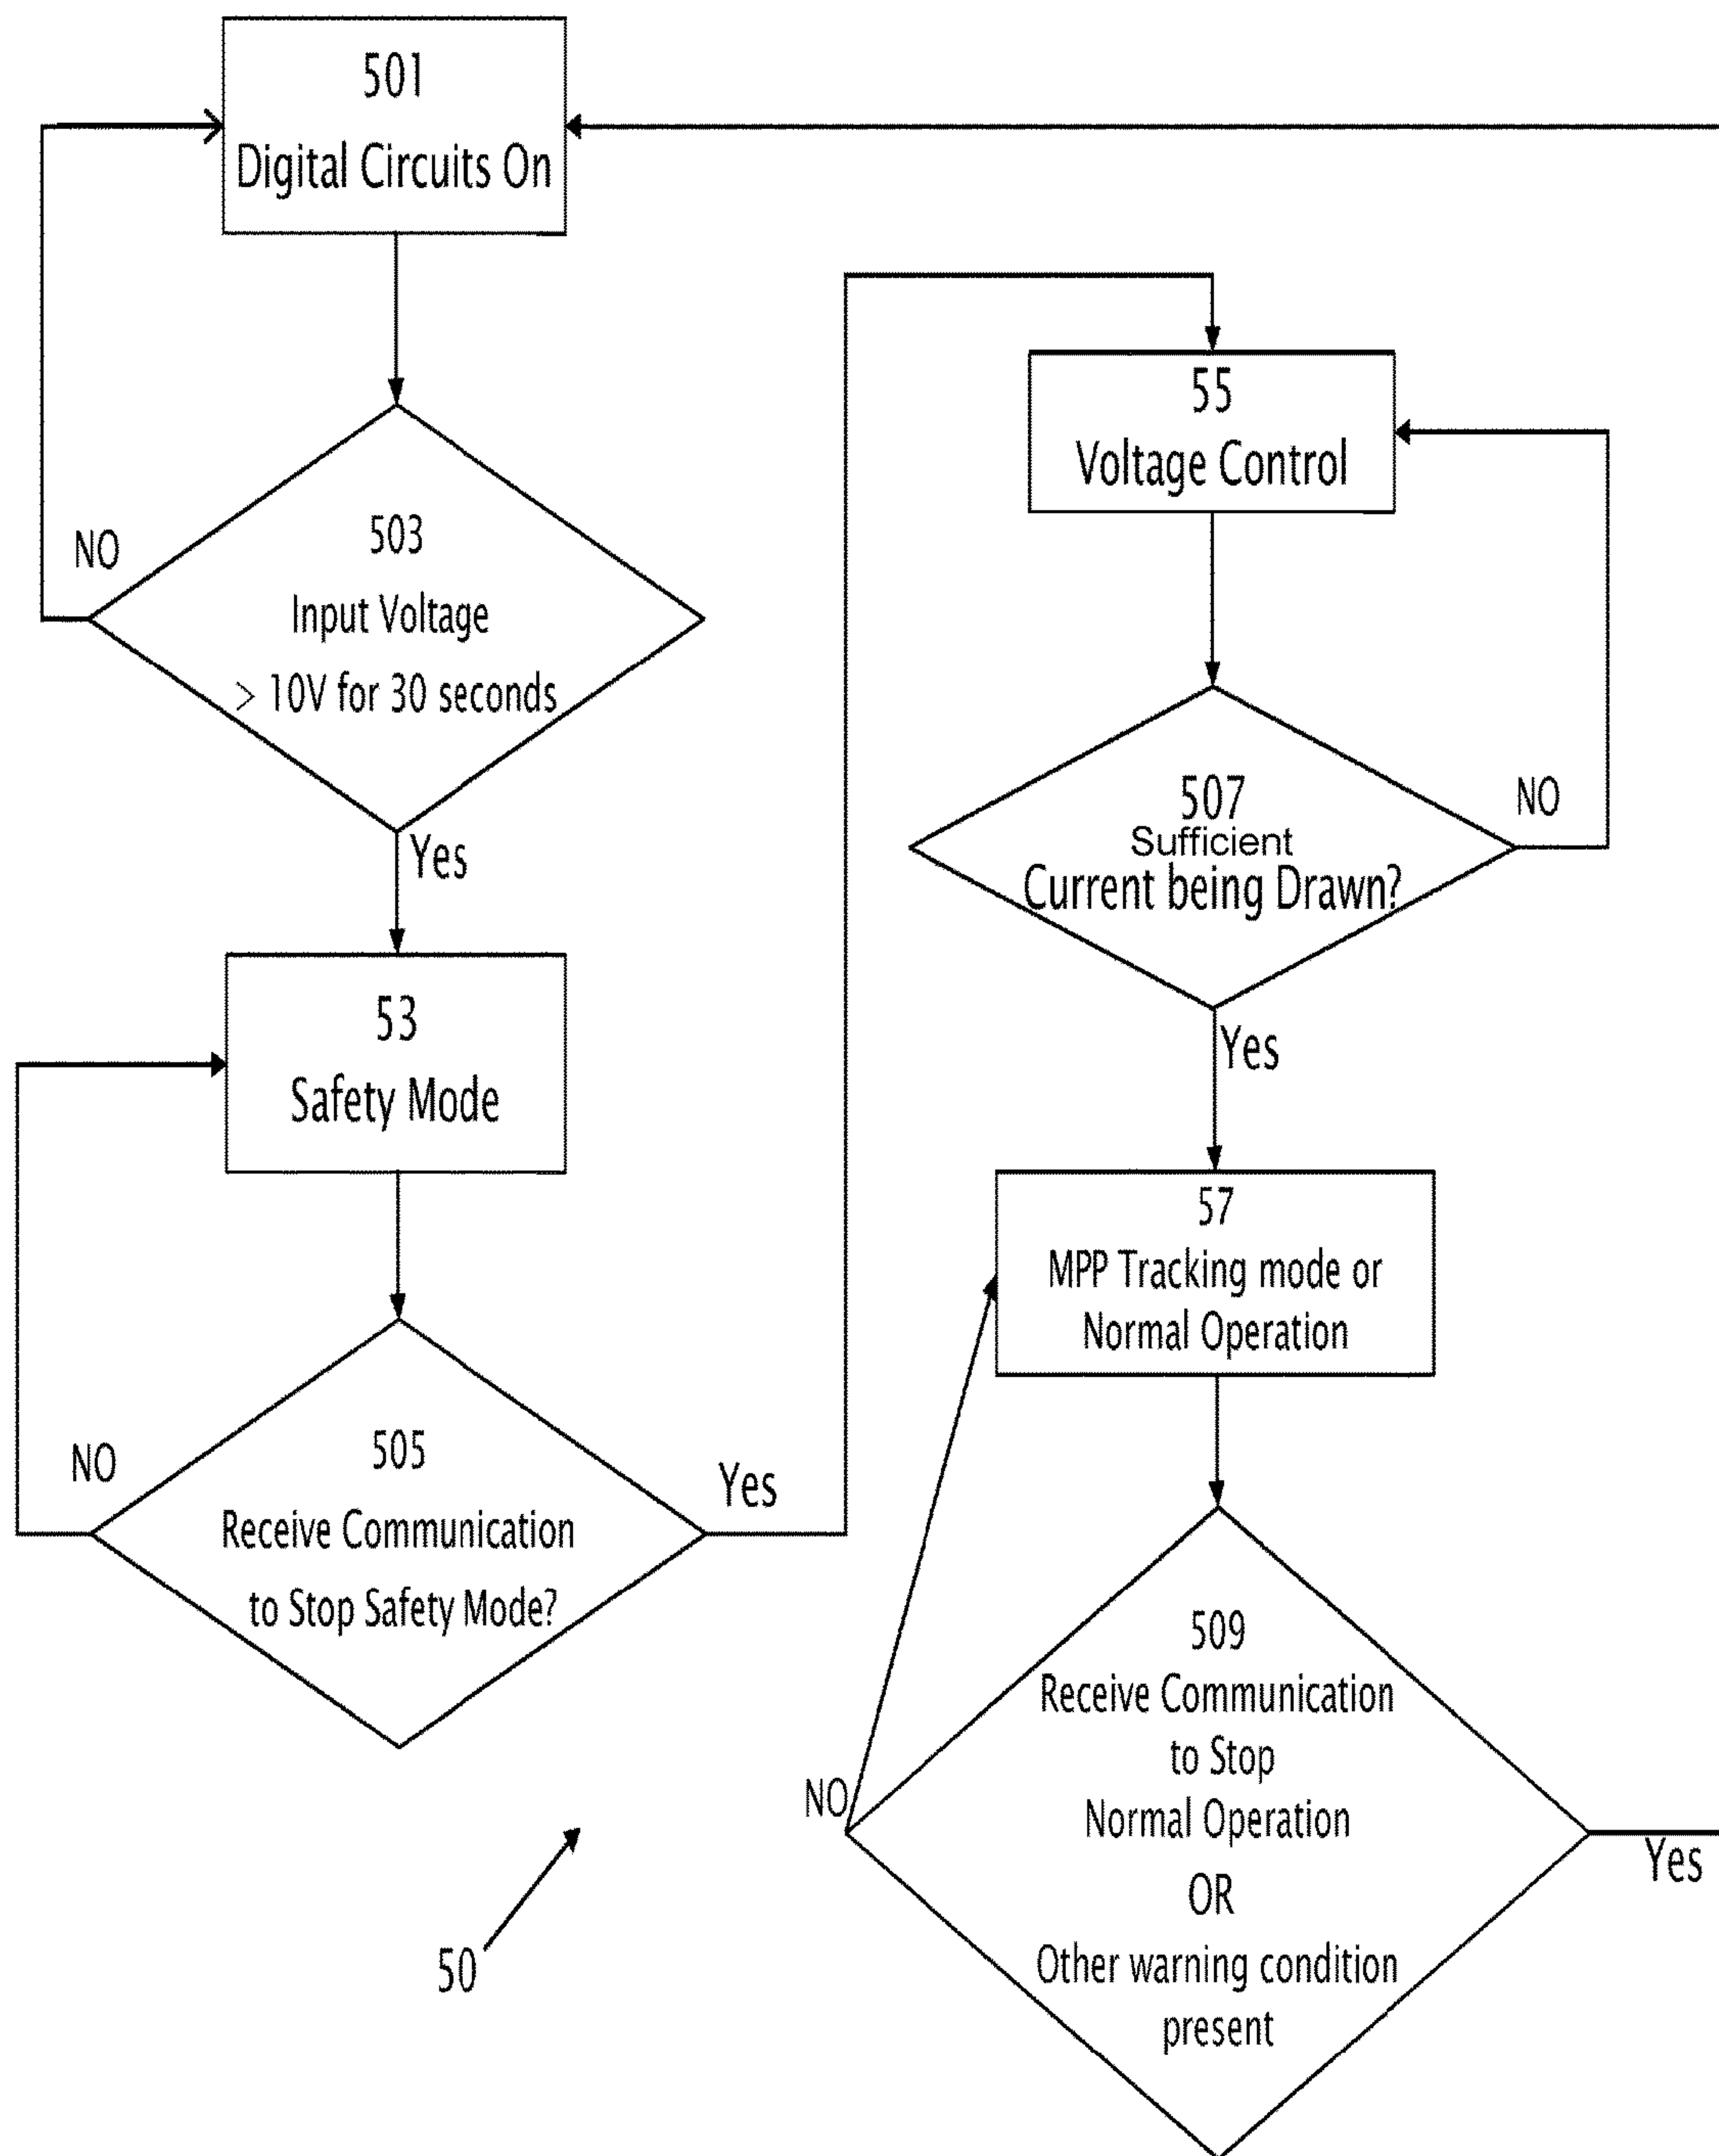 501
Digital Circuits On
NO
503
Input Voltage
> 10V for 30 seconds
Yes
53
Safety Mode
NO
505
Receive Communication
to Stop Safety Mode?
Yes
55
Voltage Control
507
Sufficient
Current being Drawn?
NO
Yes
57
MPP Tracking mode or
Normal Operation
NO
509
Receive Communication
to Stop
Normal Operation
OR
Other warning condition
present
Yes
50